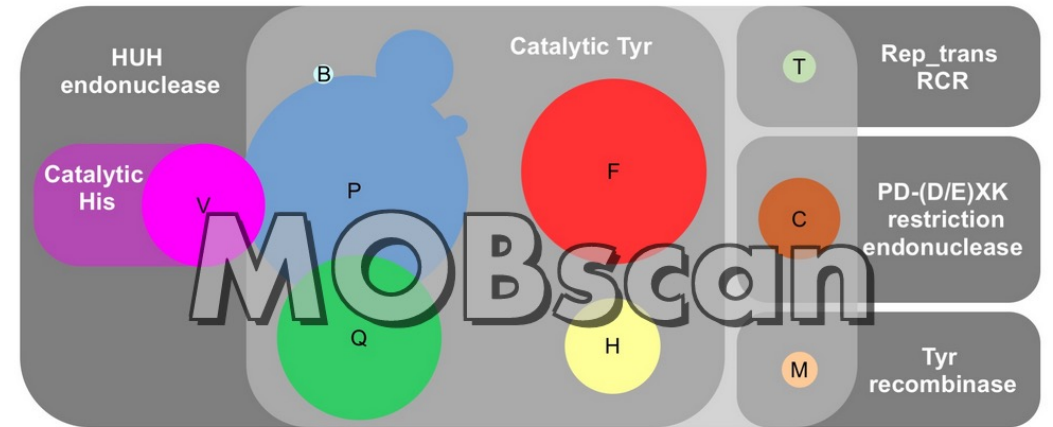 HUH
endonuclease
Catalytic Tyr
Rep_trans
RCR
B
T
Catalytic
His
V
P
F
C
PD-(D/E)XK
restriction
endonuclease
MOBscan
Q
H
M
Tyr
recombinase